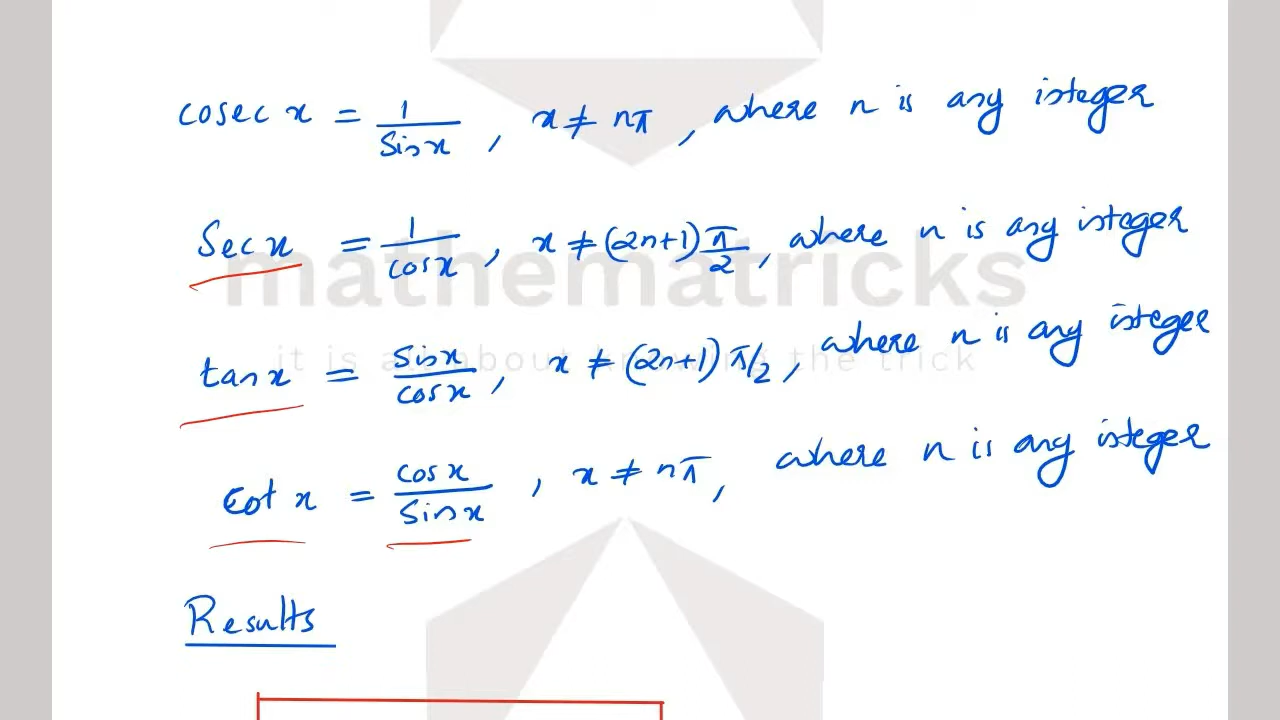 cosec x = 1/sin x, x ≠ nπ, where n is any integer
Sec x = 1/cos x, x ≠ (2n+1) π/2, where n is any integer
mathematricks
tan x = sin x/cos x, x ≠ (2n+1) π/2, where n is any integer
it is all about knowing the trick
cot x = cos x/sin x, x ≠ nπ, where n is any integer
Results